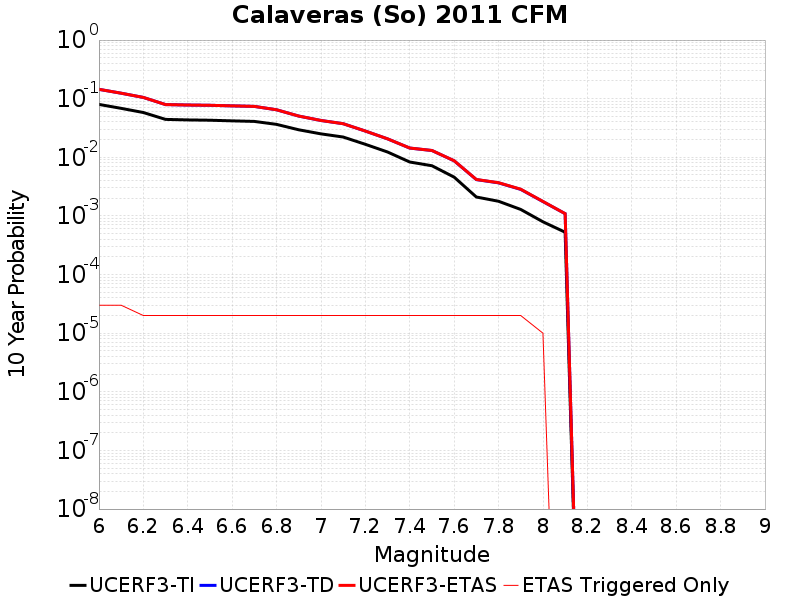 Calaveras (So) 2011 CFM
10 Year Probability
10^0
10^-1
10^-2
10^-3
10^-4
10^-5
10^-6
10^-7
10^-8
6 6.2 6.4 6.6 6.8 7 7.2 7.4 7.6 7.8 8 8.2 8.4 8.6 8.8 9
Magnitude
UCERF3-TI UCERF3-TD UCERF3-ETAS ETAS Triggered Only